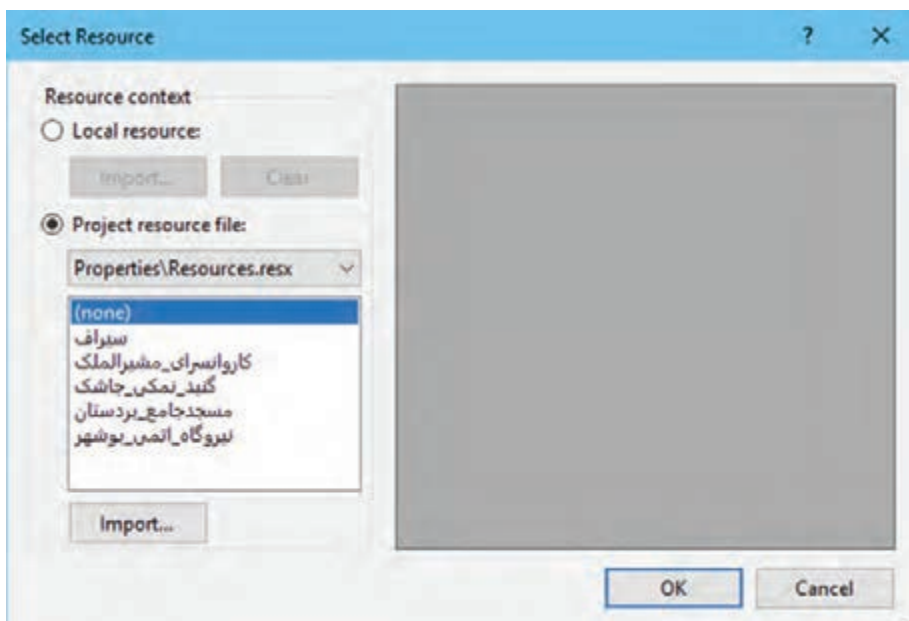 Select Resource
Resource context
Local resource:
Import... Clear
Project resource file:
Properties\Resources.resx
(none)
سیراف
کاروانسرای_مشیرالملک
گنبد_نمکی_جاشک
مسجدجامع_بردستان
نیروگاه_اتمی_بوشهر
Import...
OK Cancel